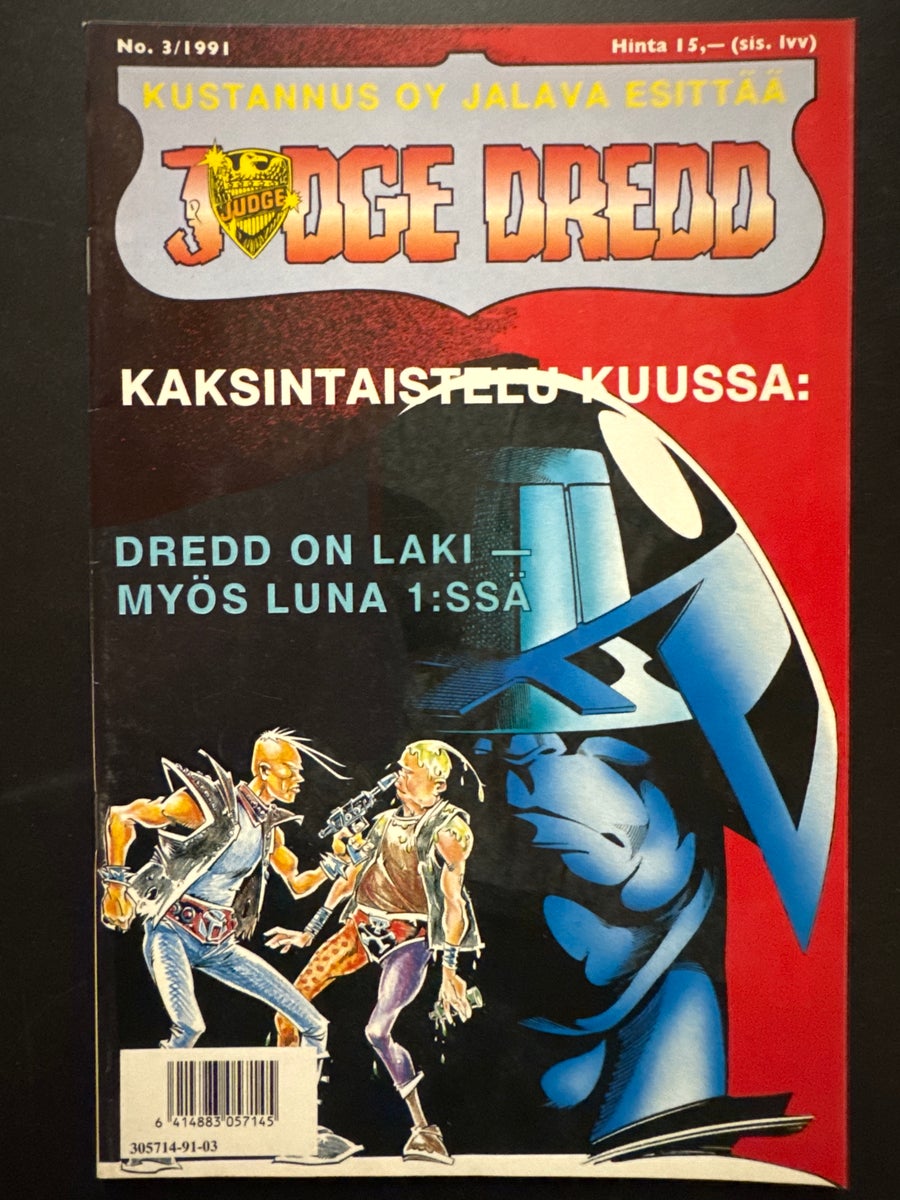 No. 3/1991
Hinta 15,— (sis. lvv)
KUSTANNUS OY JALAVA ESITTÄÄ
JUDGE DREDD
JUDGE
KAKSINTAISTELU KUUSSA:
DREDD ON LAKI —
MYÖS LUNA 1:SSÄ
6 414883 057145
305714-91-03